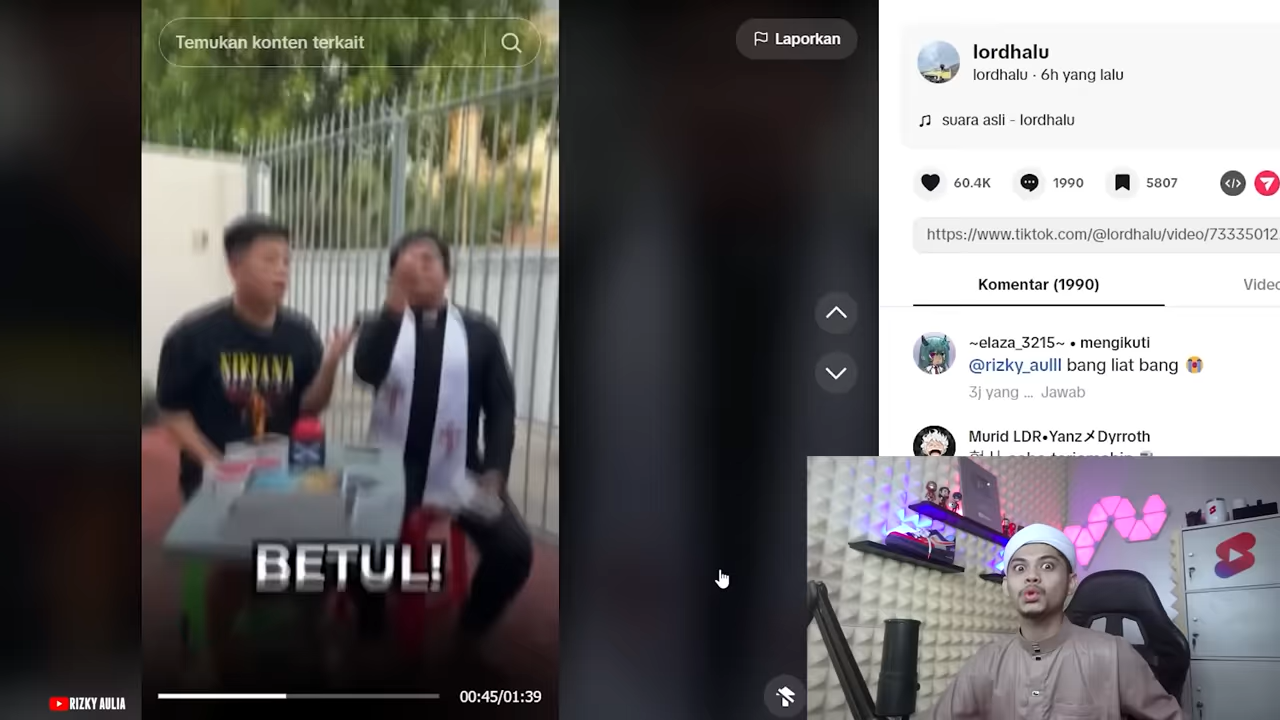 Temukan konten terkait
Laporkan
NIRVANA
BETUL!
00:45/01:39
RIZKY AULIA
lordhalu
lordhalu · 6h yang lalu
suara asli - lordhalu
60.4K
1990
5807
https://www.tiktok.com/@lordhalu/video/73335012
Komentar (1990)
Video
~elaza_3215~ • mengikuti
@rizky_aulll bang liat bang 😭
3j yang ... Jawab
Murid LDR•Yanz〆Dyrroth